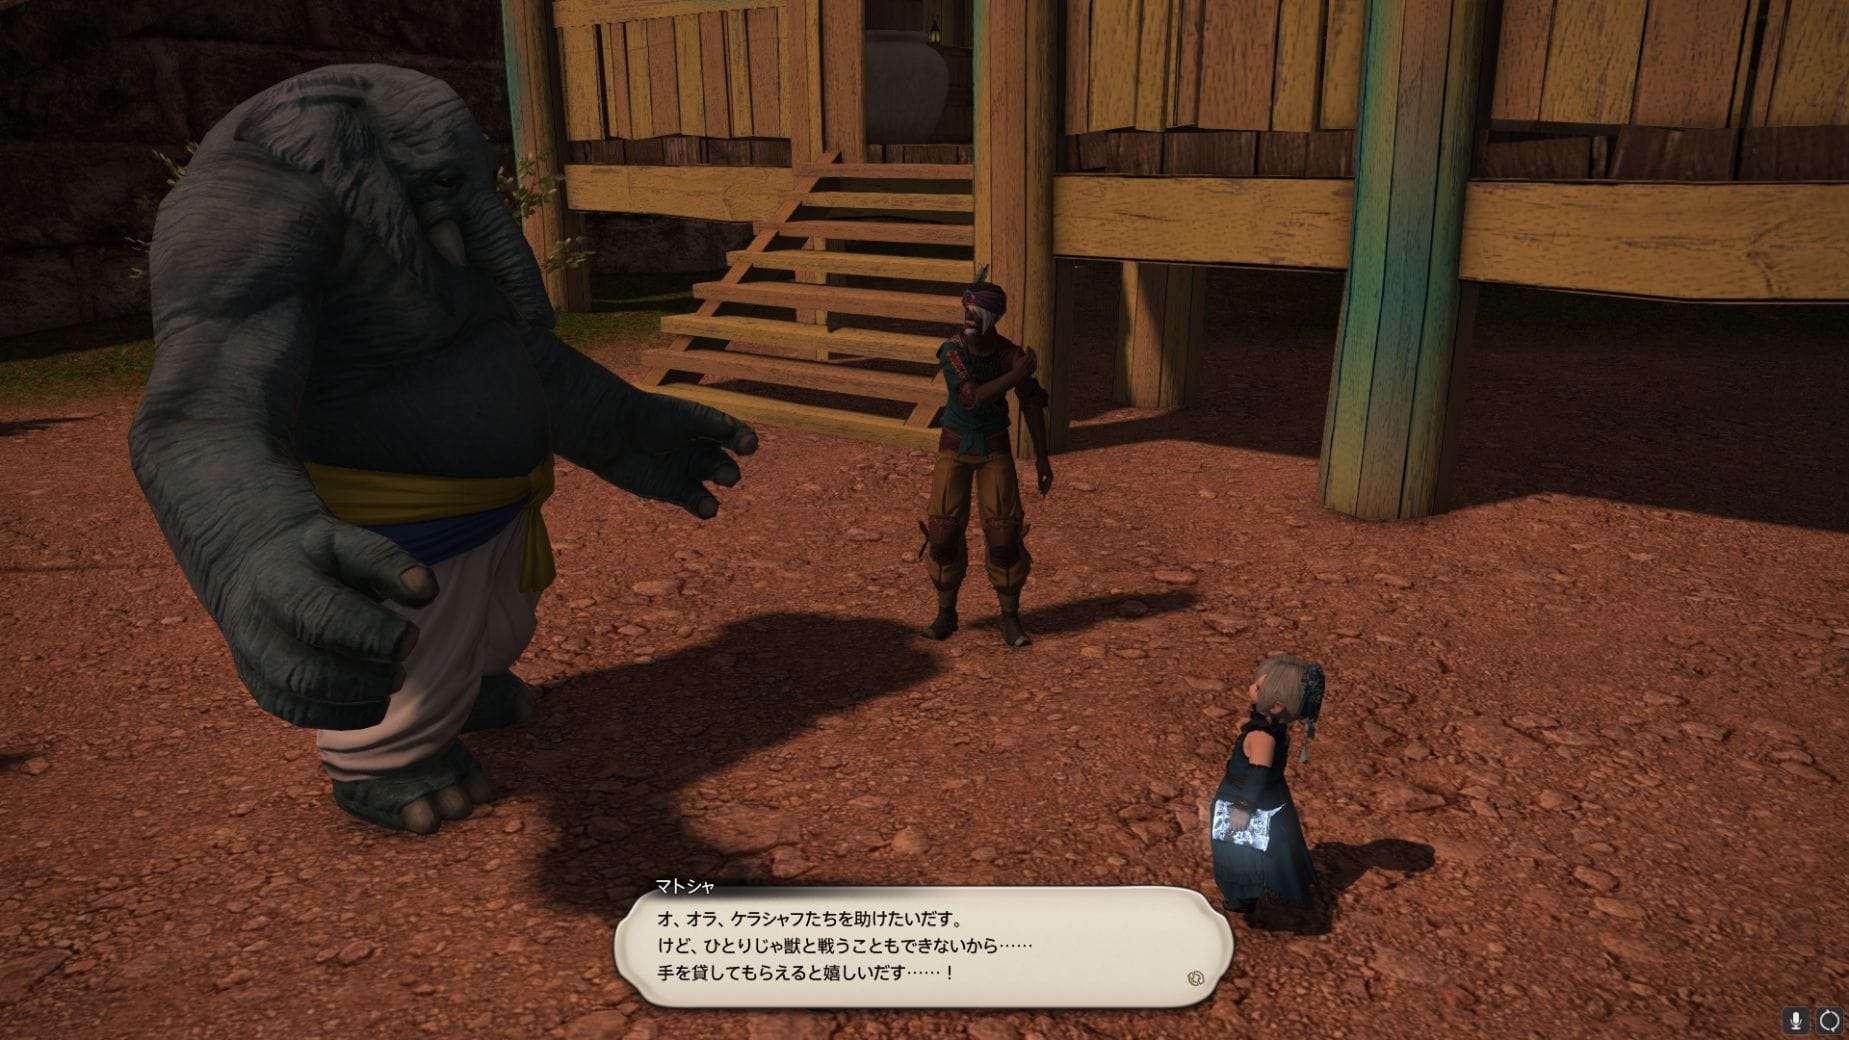 マトシャ
オ、オラ、ケラシャフたちを助けたいだす。
けど、ひとりじゃ獣と戦うこともできないから……
手を貸してもらえると嬉しいだす……！